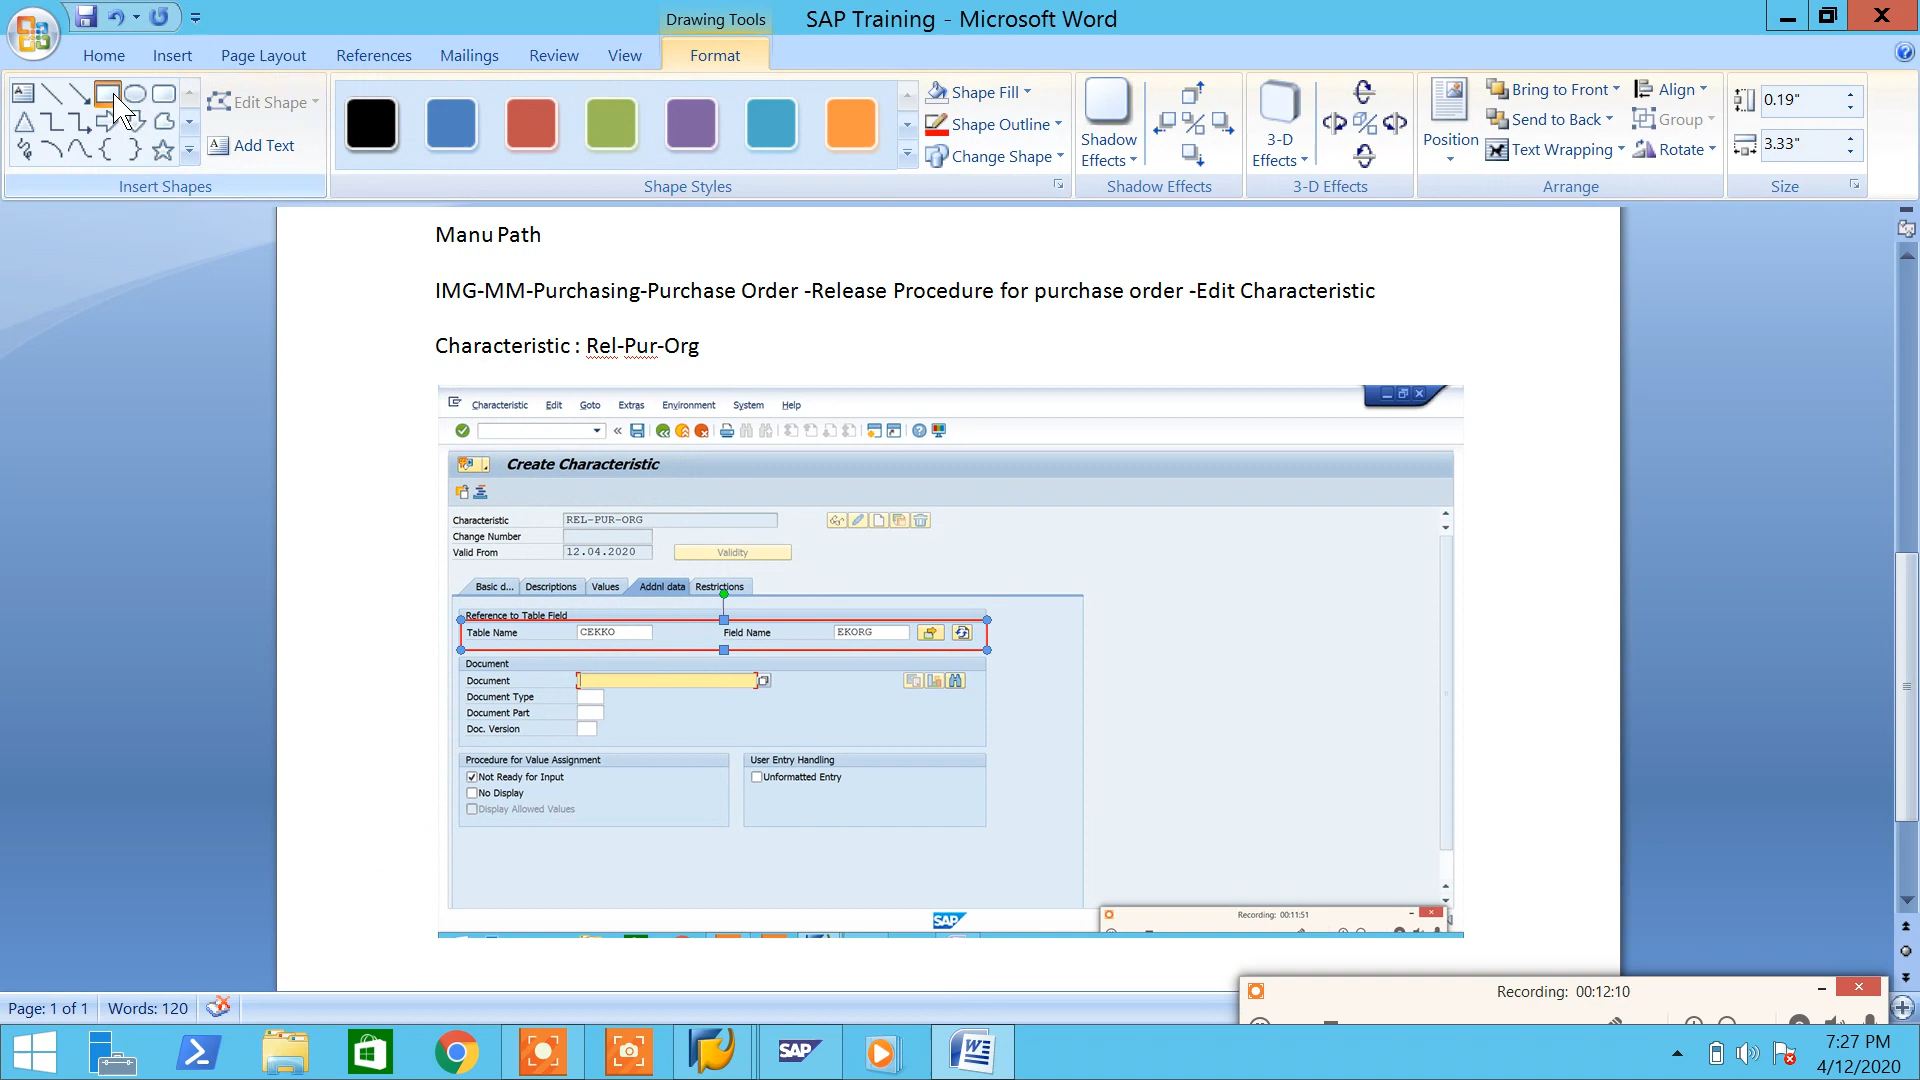 Drawing Tools
SAP Training - Microsoft Word
Home Insert Page Layout References Mailings Review View Format
Edit Shape
Add Text
Insert Shapes
Shape Fill
Shape Outline
Change Shape
Shape Styles
Shadow Effects
Shadow Effects
3-D Effects
3-D Effects
Position
Bring to Front
Send to Back
Text Wrapping
Align
Group
Rotate
Arrange
0.19"
3.33"
Size
Manu Path
IMG-MM-Purchasing-Purchase Order -Release Procedure for purchase order -Edit Characteristic
Characteristic : Rel-Pur-Org
Characteristic Edit Goto Extras Environment System Help
Create Characteristic
Characteristic REL-PUR-ORG
Change Number
Valid From 12.04.2020 Validity
Basic d... Descriptions Values Addnl data Restrictions
Reference to Table Field
Table Name CEKKO Field Name EKORG
Document
Document
Document Type
Document Part
Doc. Version
Procedure for Value Assignment
Not Ready for Input
No Display
Display Allowed Values
User Entry Handling
Unformatted Entry
SAP
Recording: 00:11:51
Recording: 00:12:10
Page: 1 of 1 Words: 120
SAP
7:27 PM
4/12/2020